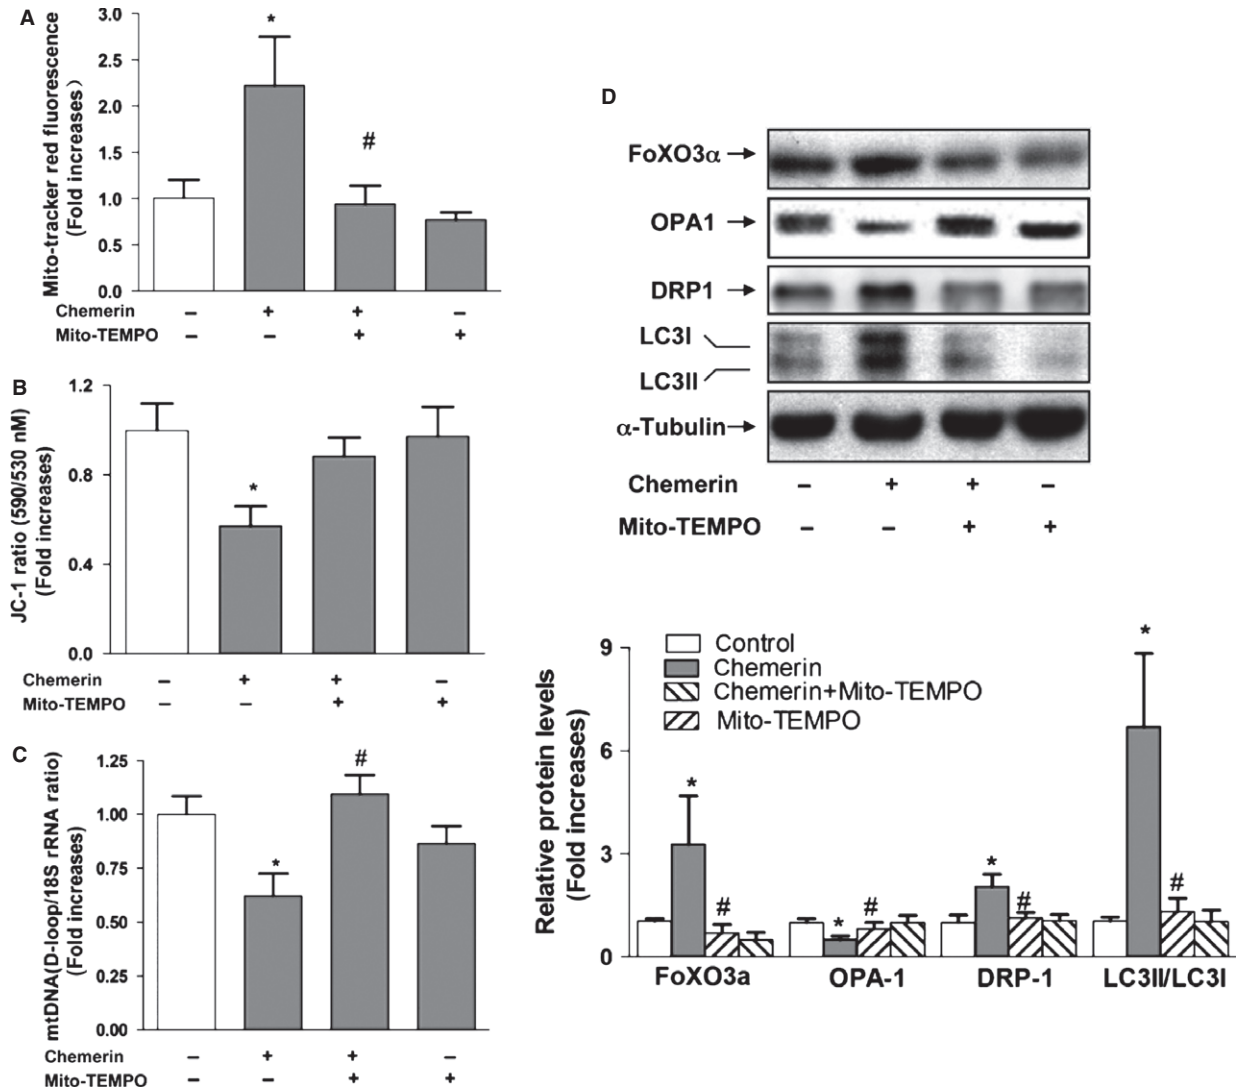 A
Mito-tracker red fluorescence
(Fold increases)
3.0
2.5
2.0
1.5
1.0
0.5
0.0
*
#
Chemerin – + + –
Mito-TEMPO – – + +
B
JC-1 ratio (590/530 nM)
(Fold increases)
1.2
0.8
0.4
0.0
*
Chemerin – + + –
Mito-TEMPO – – + +
C
mtDNA(D-loop/18S rRNA ratio)
(Fold increases)
1.25
1.00
0.75
0.50
0.25
0.00
*
#
Chemerin – + + –
Mito-TEMPO – – + +
D
FoXO3α
OPA1
DRP1
LC3I
LC3II
α-Tubulin
Chemerin – + + –
Mito-TEMPO – – + +
Relative protein levels
(Fold increases)
9
6
3
0
Control
Chemerin
Chemerin+Mito-TEMPO
Mito-TEMPO
* # * # * # * #
FoXO3a OPA-1 DRP-1 LC3II/LC3I